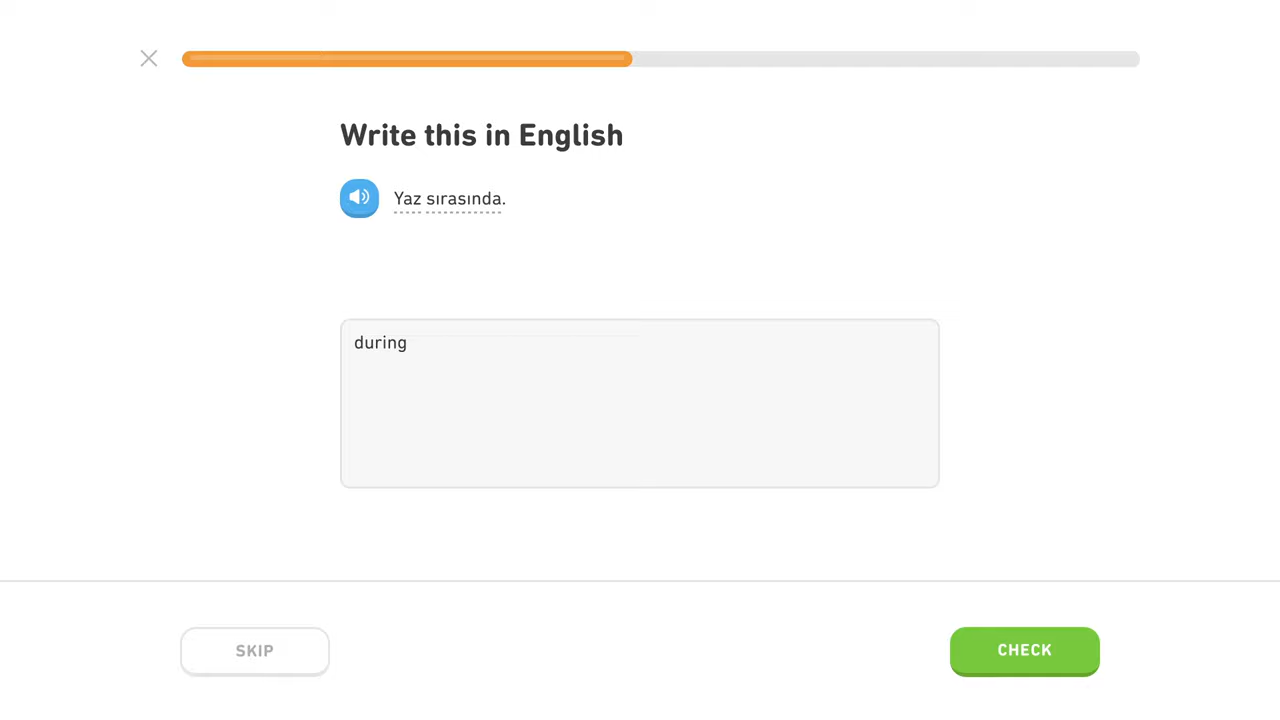 Write this in English
Yaz sırasında.
during
SKIP
CHECK